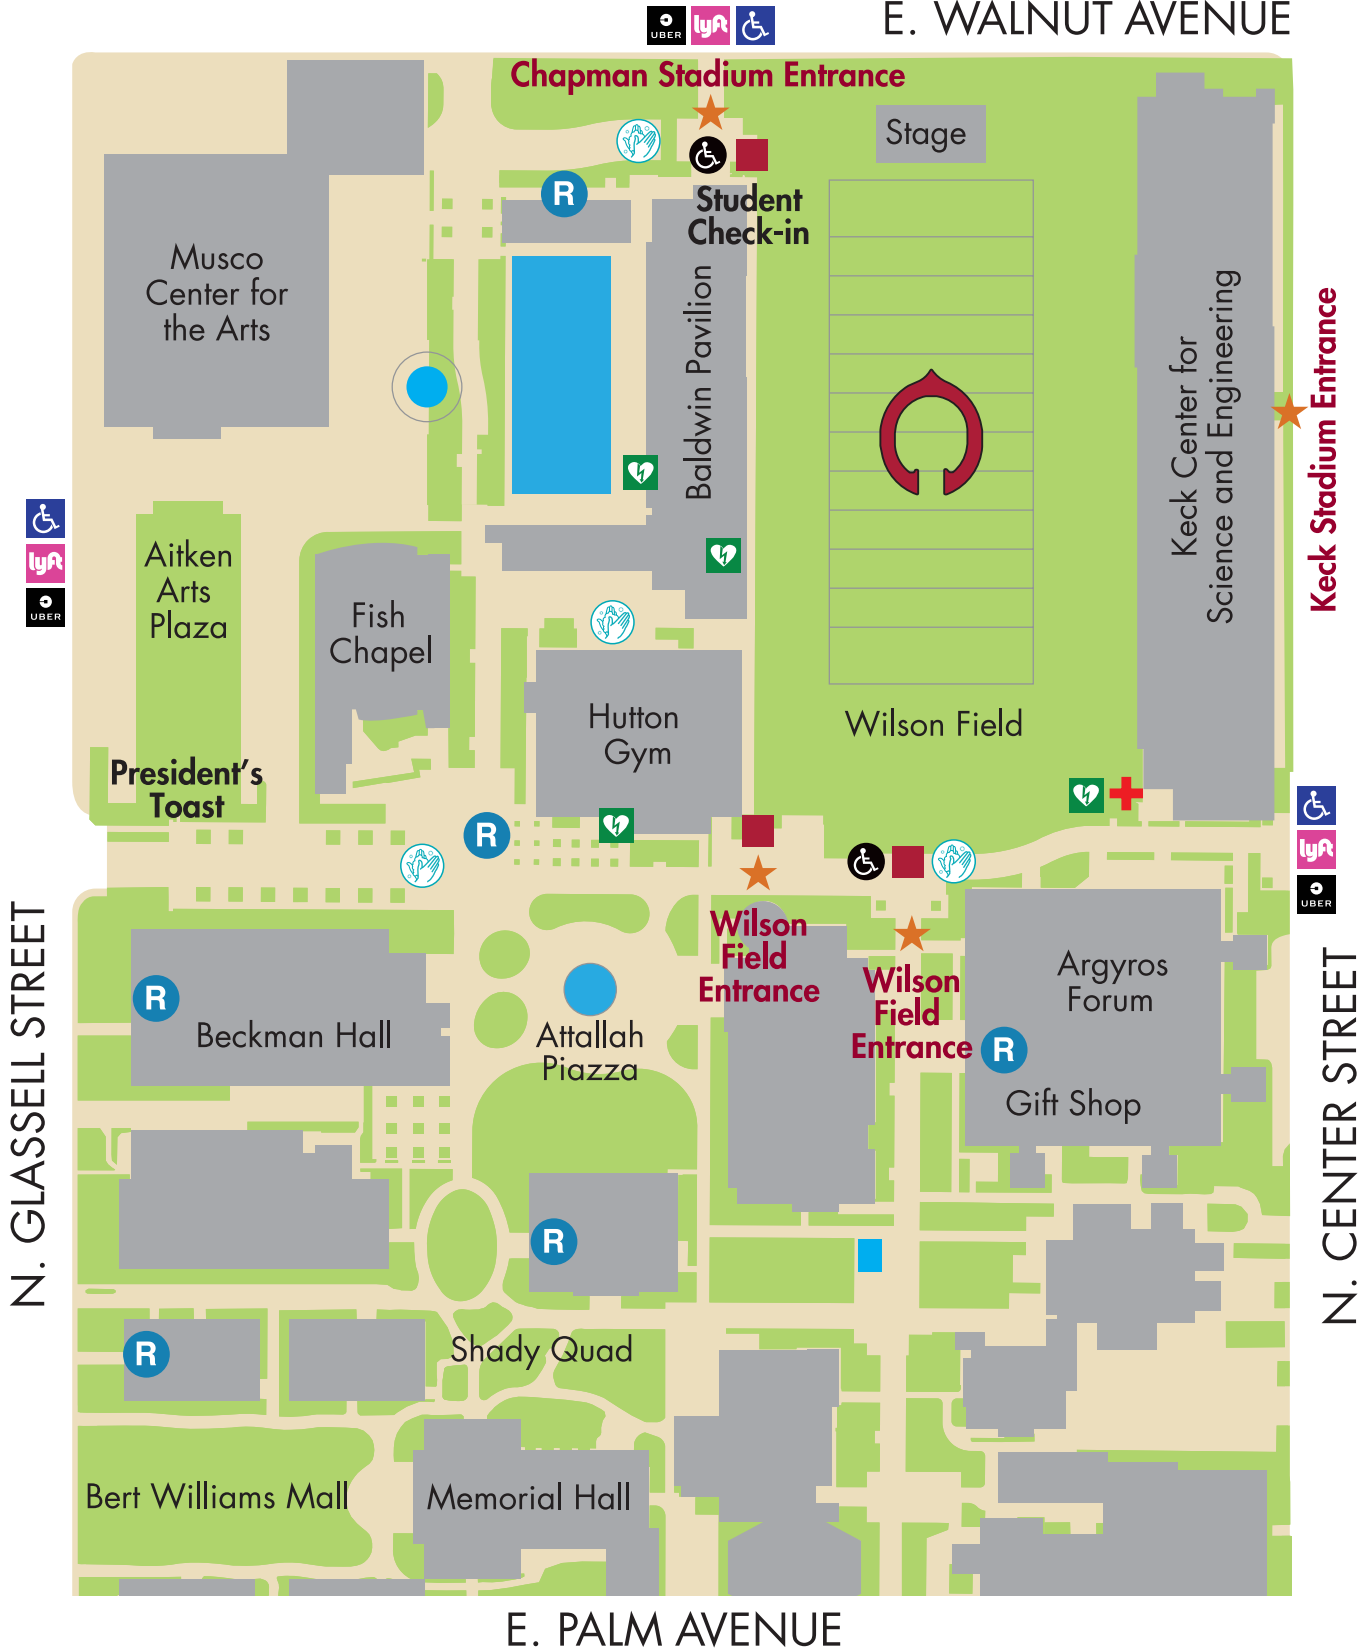 E. WALNUT AVENUE
UBER
lyft
Chapman Stadium Entrance
Stage
R
Student
Check-in
Musco
Center for
the Arts
Baldwin Pavilion
Keck Center for
Science and Engineering
Keck Stadium Entrance
lyft
UBER
Aitken
Arts
Plaza
Fish
Chapel
Hutton
Gym
Wilson Field
President's
Toast
R
lyft
UBER
Wilson
Field
Entrance
Wilson
Field
Entrance
Argyros
Forum
R
Gift Shop
R
Beckman Hall
Attallah
Piazza
N. GLASSELL STREET
N. CENTER STREET
R
R
Shady Quad
Bert Williams Mall
Memorial Hall
E. PALM AVENUE